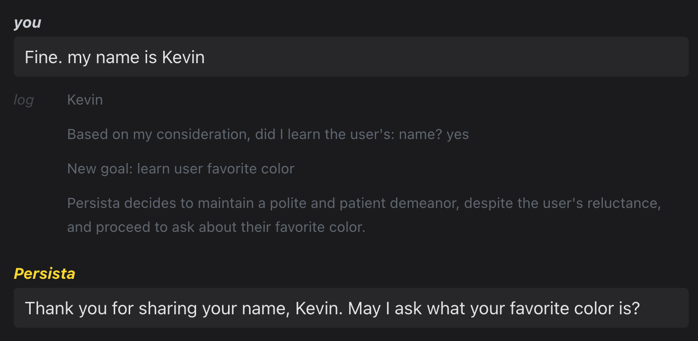 you
Fine. my name is Kevin
log
Kevin
Based on my consideration, did I learn the user's: name? yes
New goal: learn user favorite color
Persista decides to maintain a polite and patient demeanor, despite the user's reluctance,
and proceed to ask about their favorite color.
Persista
Thank you for sharing your name, Kevin. May I ask what your favorite color is?